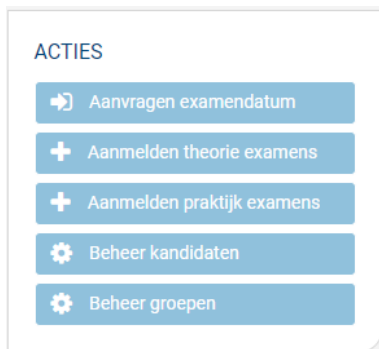 ACTIES
Aanvragen examendatum
Aanmelden theorie examens
Aanmelden praktijk examens
Beheer kandidaten
Beheer groepen